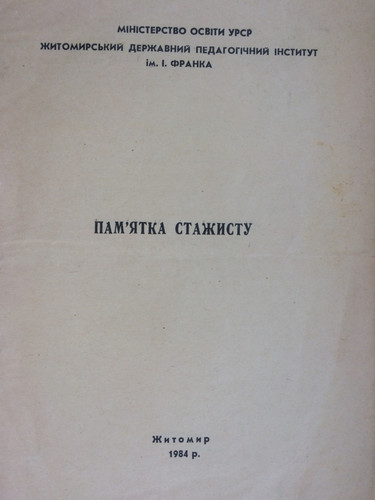 МІНІСТЕРСТВО ОСВІТИ УРСР
ЖИТОМИРСЬКИЙ ДЕРЖАВНИЙ ПЕДАГОГІЧНИЙ ІНСТИТУТ
ім. І. ФРАНКА
ПАМ'ЯТКА СТАЖИСТУ
Житомир
1984 р.